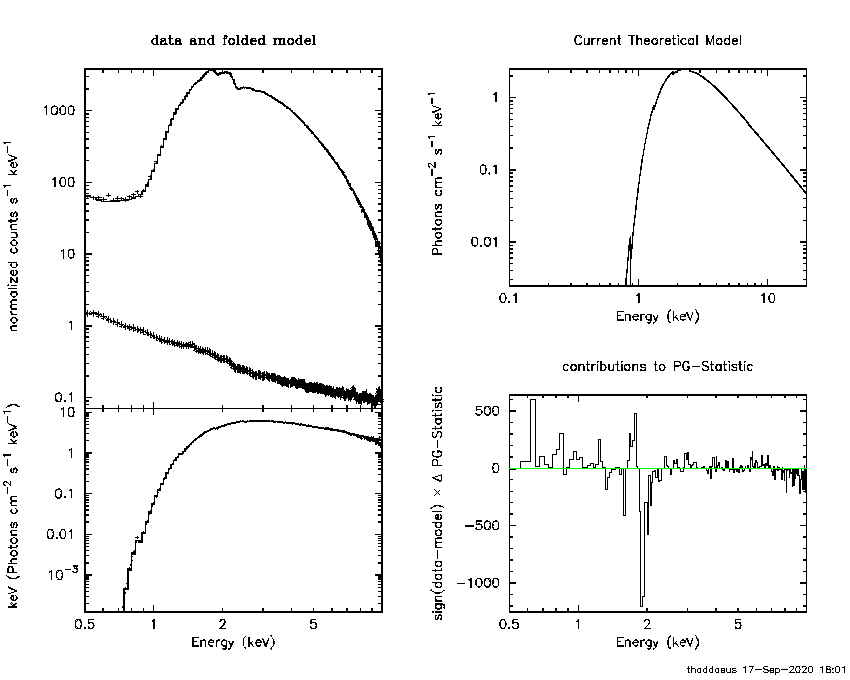 data and folded model
normalized counts s⁻¹ keV⁻¹
1000
100
10
1
0.1
keV (Photons cm⁻² s⁻¹ keV⁻¹)
10
1
0.1
0.01
10⁻³
0.5 1 2 5
Energy (keV)
Current Theoretical Model
Photons cm⁻² s⁻¹ keV⁻¹
1
0.1
0.01
0.1 1 10
Energy (keV)
contributions to PG-Statistic
sign(data-model) × Δ PG-Statistic
500
0
-500
-1000
0.5 1 2 5
Energy (keV)
thaddaeus 17-Sep-2020 18:01